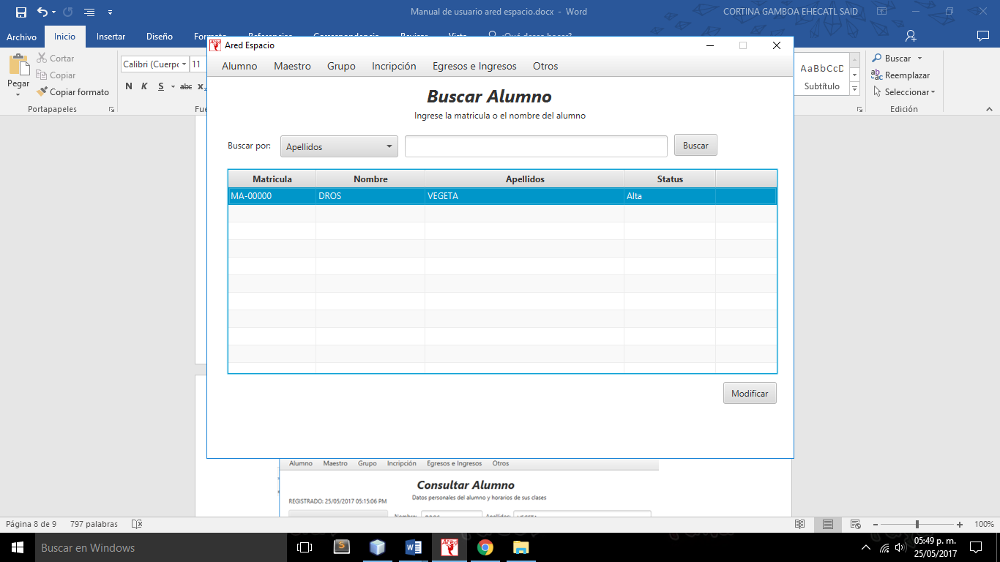 Manual de usuario ared espacio.docx - Word
CORTINA GAMBOA EHECATL SAID
Archivo Inicio Insertar Diseño
Ared Espacio
Cortar
Copiar
Pegar
Copiar formato
Portapapeles
Calibri (Cuerpo 11
N K S abc x₂
AaBbCcD
Subtítulo
Buscar
Reemplazar
Seleccionar
Edición
Alumno Maestro Grupo Incripción Egresos e Ingresos Otros
Buscar Alumno
Ingrese la matricula o el nombre del alumno
Buscar por: Apellidos Buscar
Matricula Nombre Apellidos Status
MA-00000 DROS VEGETA Alta
Modificar
Alumno Maestro Grupo Incripción Egresos e Ingresos Otros
Consultar Alumno
Datos personales del alumno y horarios de sus clases
REGISTRADO: 25/05/2017 05:15:06 PM
Página 8 de 9 797 palabras
100%
Buscar en Windows
05:49 p. m.
25/05/2017